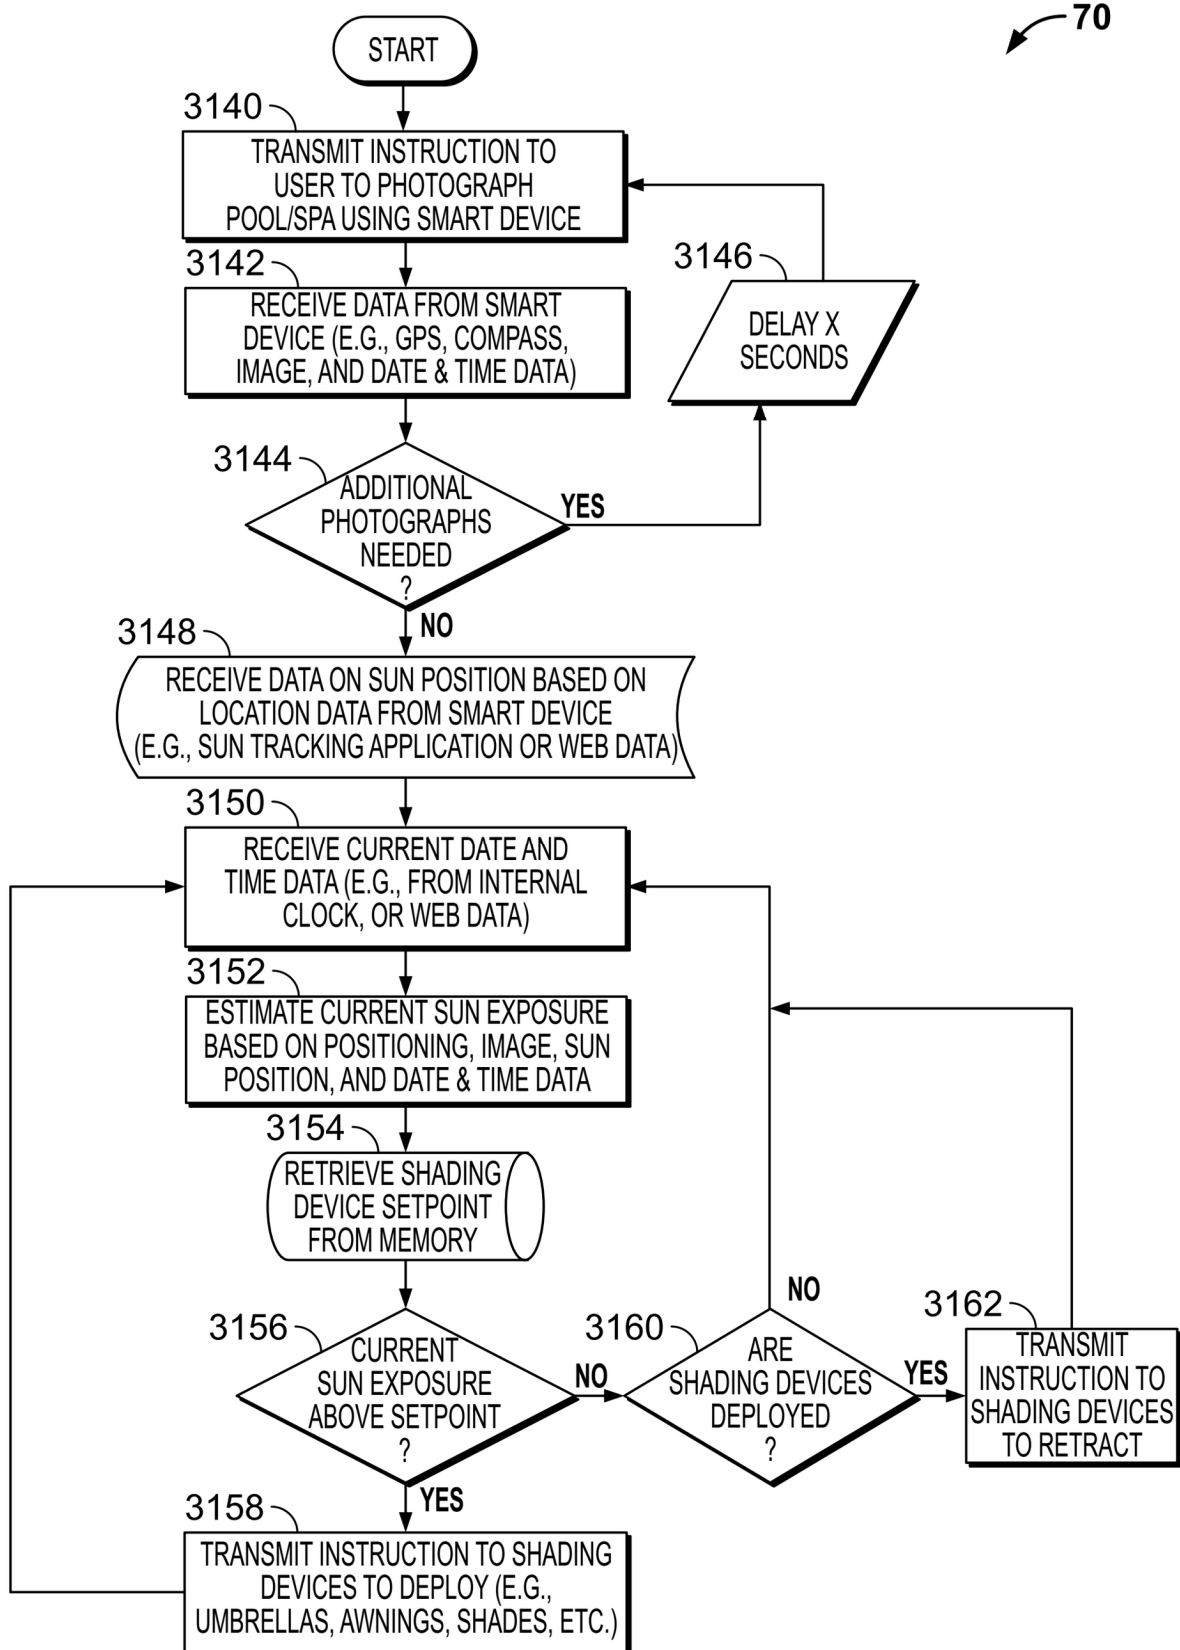 70
START
3140
TRANSMIT INSTRUCTION TO
USER TO PHOTOGRAPH
POOL/SPA USING SMART DEVICE
3142
RECEIVE DATA FROM SMART
DEVICE (E.G., GPS, COMPASS,
IMAGE, AND DATE & TIME DATA)
3146
DELAY X
SECONDS
3144
ADDITIONAL
PHOTOGRAPHS
NEEDED
?
YES
NO
3148
RECEIVE DATA ON SUN POSITION BASED ON
LOCATION DATA FROM SMART DEVICE
(E.G., SUN TRACKING APPLICATION OR WEB DATA)
3150
RECEIVE CURRENT DATE AND
TIME DATA (E.G., FROM INTERNAL
CLOCK, OR WEB DATA)
3152
ESTIMATE CURRENT SUN EXPOSURE
BASED ON POSITIONING, IMAGE, SUN
POSITION, AND DATE & TIME DATA
3154
RETRIEVE SHADING
DEVICE SETPOINT
FROM MEMORY
3156
CURRENT
SUN EXPOSURE
ABOVE SETPOINT
?
NO
YES
3160
ARE
SHADING DEVICES
DEPLOYED
?
NO
YES
3162
TRANSMIT
INSTRUCTION TO
SHADING DEVICES
TO RETRACT
3158
TRANSMIT INSTRUCTION TO SHADING
DEVICES TO DEPLOY (E.G.,
UMBRELLAS, AWNINGS, SHADES, ETC.)